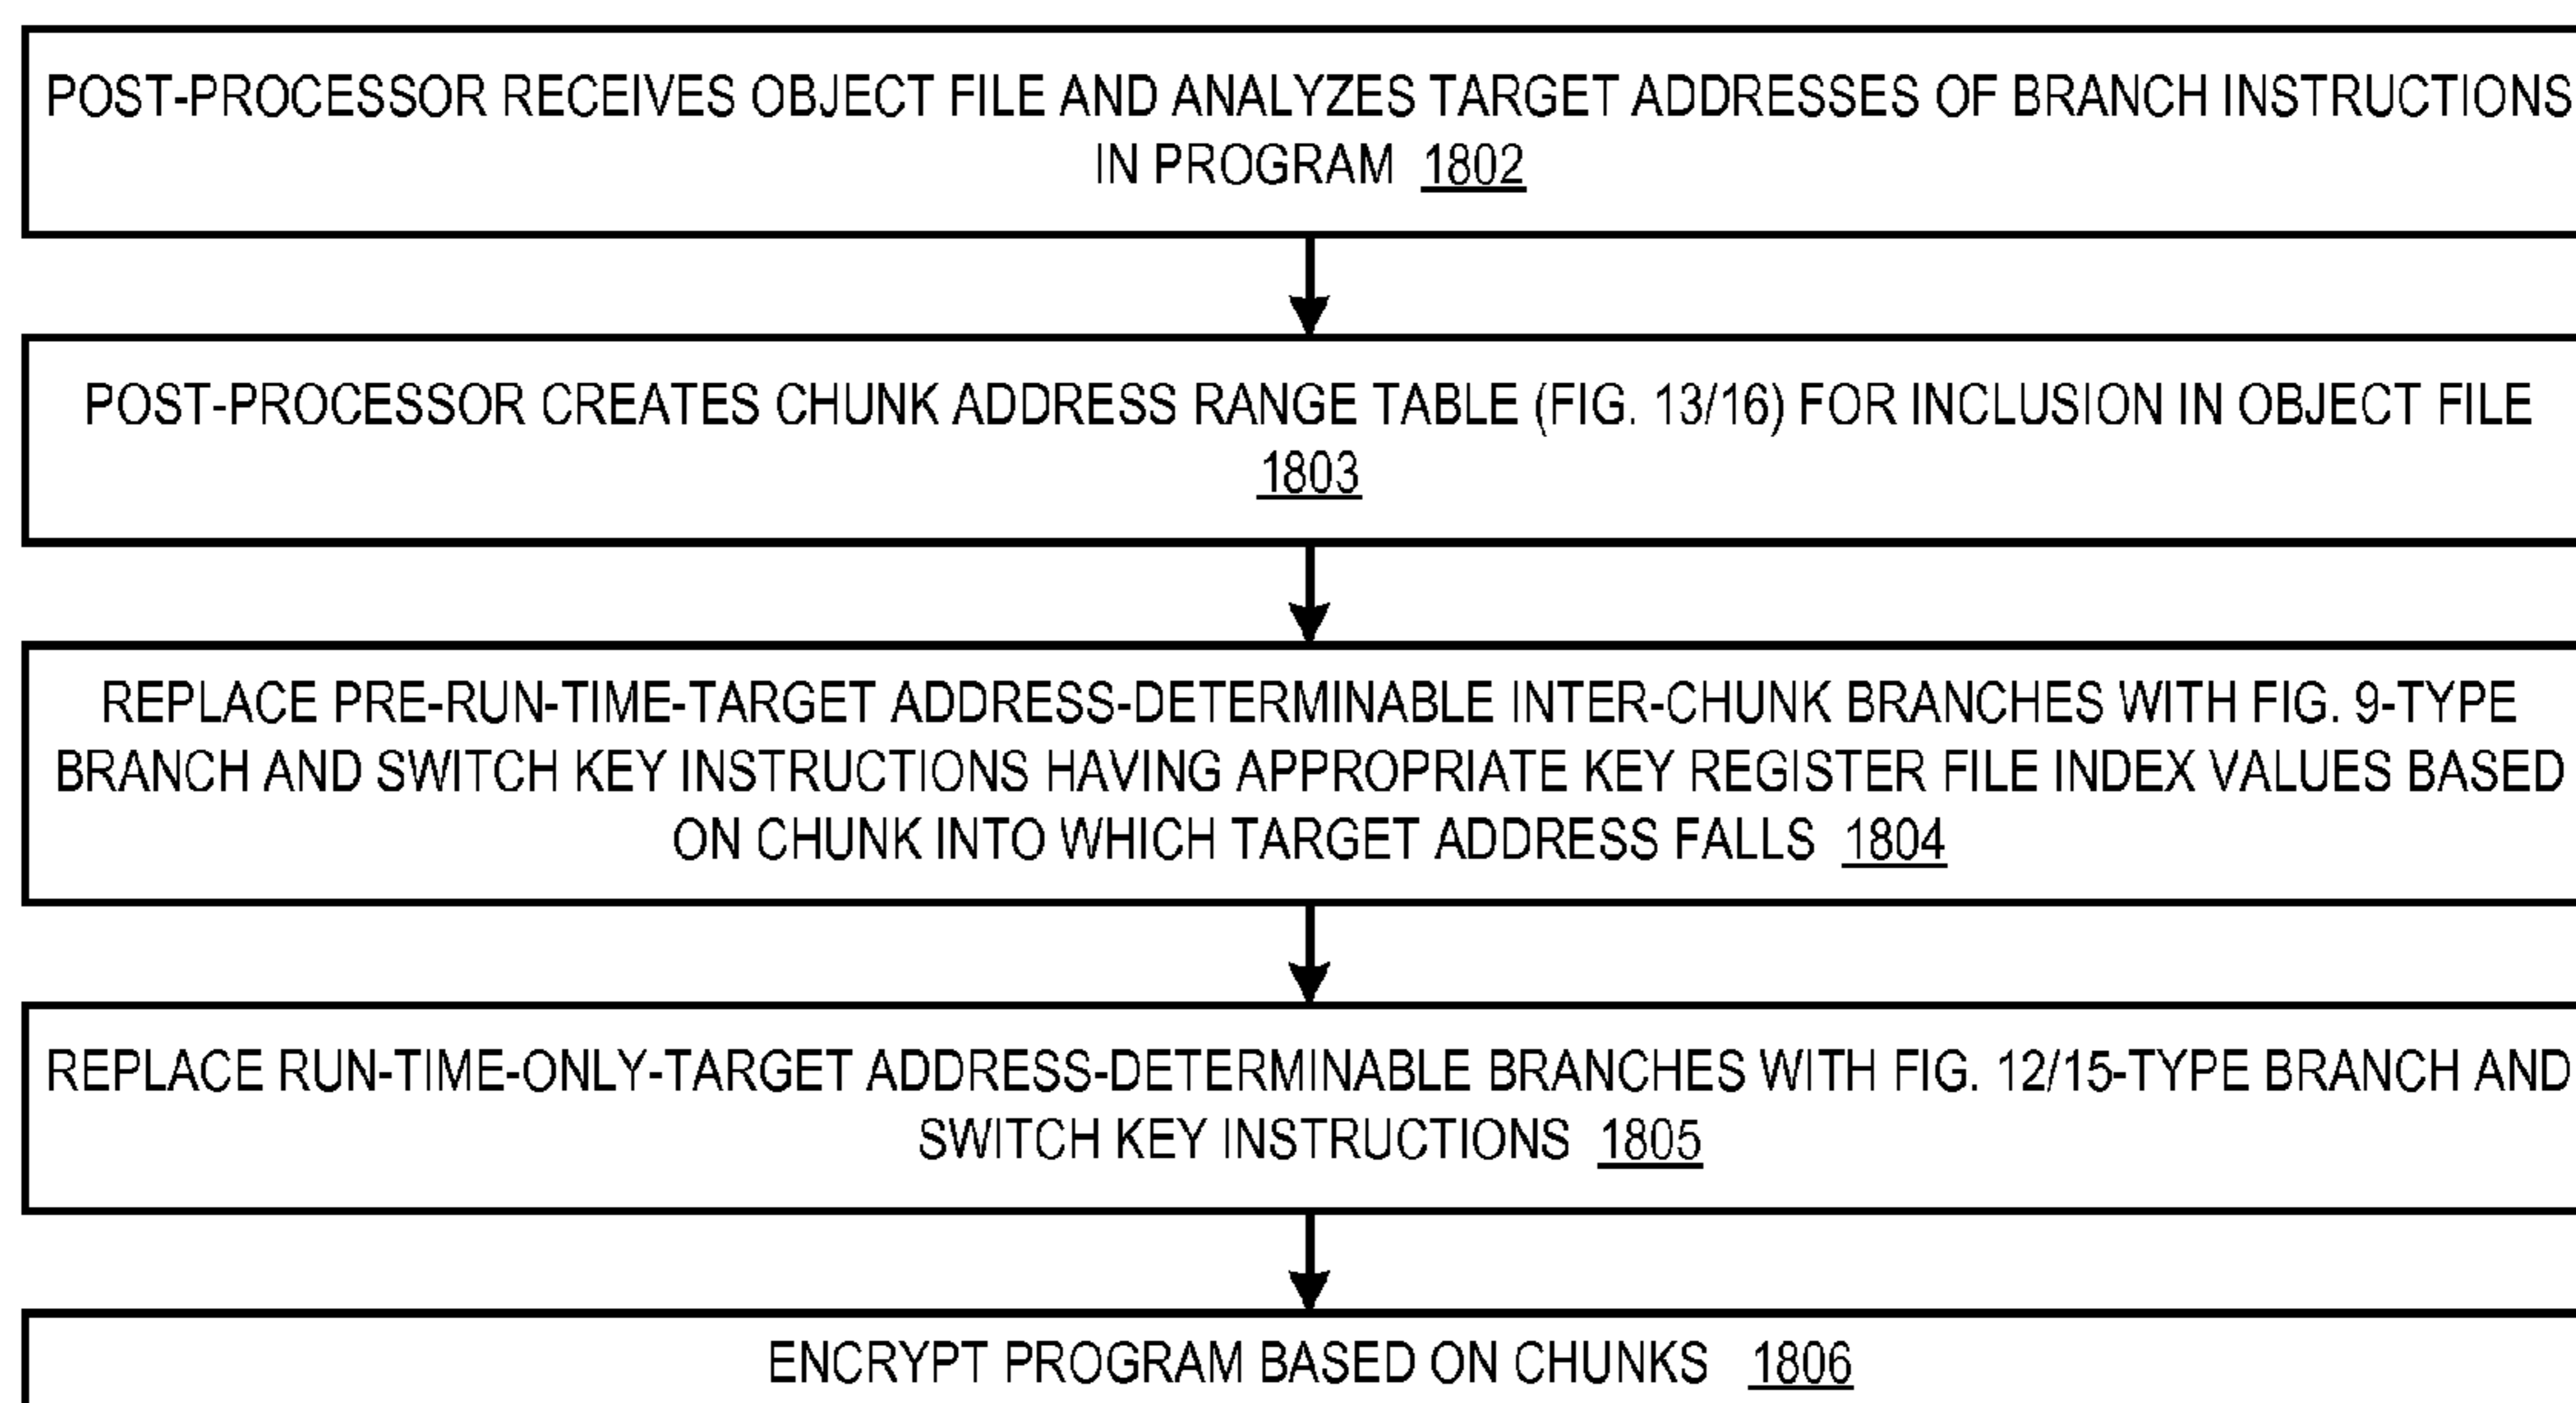 POST-PROCESSOR RECEIVES OBJECT FILE AND ANALYZES TARGET ADDRESSES OF BRANCH INSTRUCTIONS
IN PROGRAM 1802
POST-PROCESSOR CREATES CHUNK ADDRESS RANGE TABLE (FIG. 13/16) FOR INCLUSION IN OBJECT FILE
1803
REPLACE PRE-RUN-TIME-TARGET ADDRESS-DETERMINABLE INTER-CHUNK BRANCHES WITH FIG. 9-TYPE
BRANCH AND SWITCH KEY INSTRUCTIONS HAVING APPROPRIATE KEY REGISTER FILE INDEX VALUES BASED
ON CHUNK INTO WHICH TARGET ADDRESS FALLS 1804
REPLACE RUN-TIME-ONLY-TARGET ADDRESS-DETERMINABLE BRANCHES WITH FIG. 12/15-TYPE BRANCH AND
SWITCH KEY INSTRUCTIONS 1805
ENCRYPT PROGRAM BASED ON CHUNKS 1806